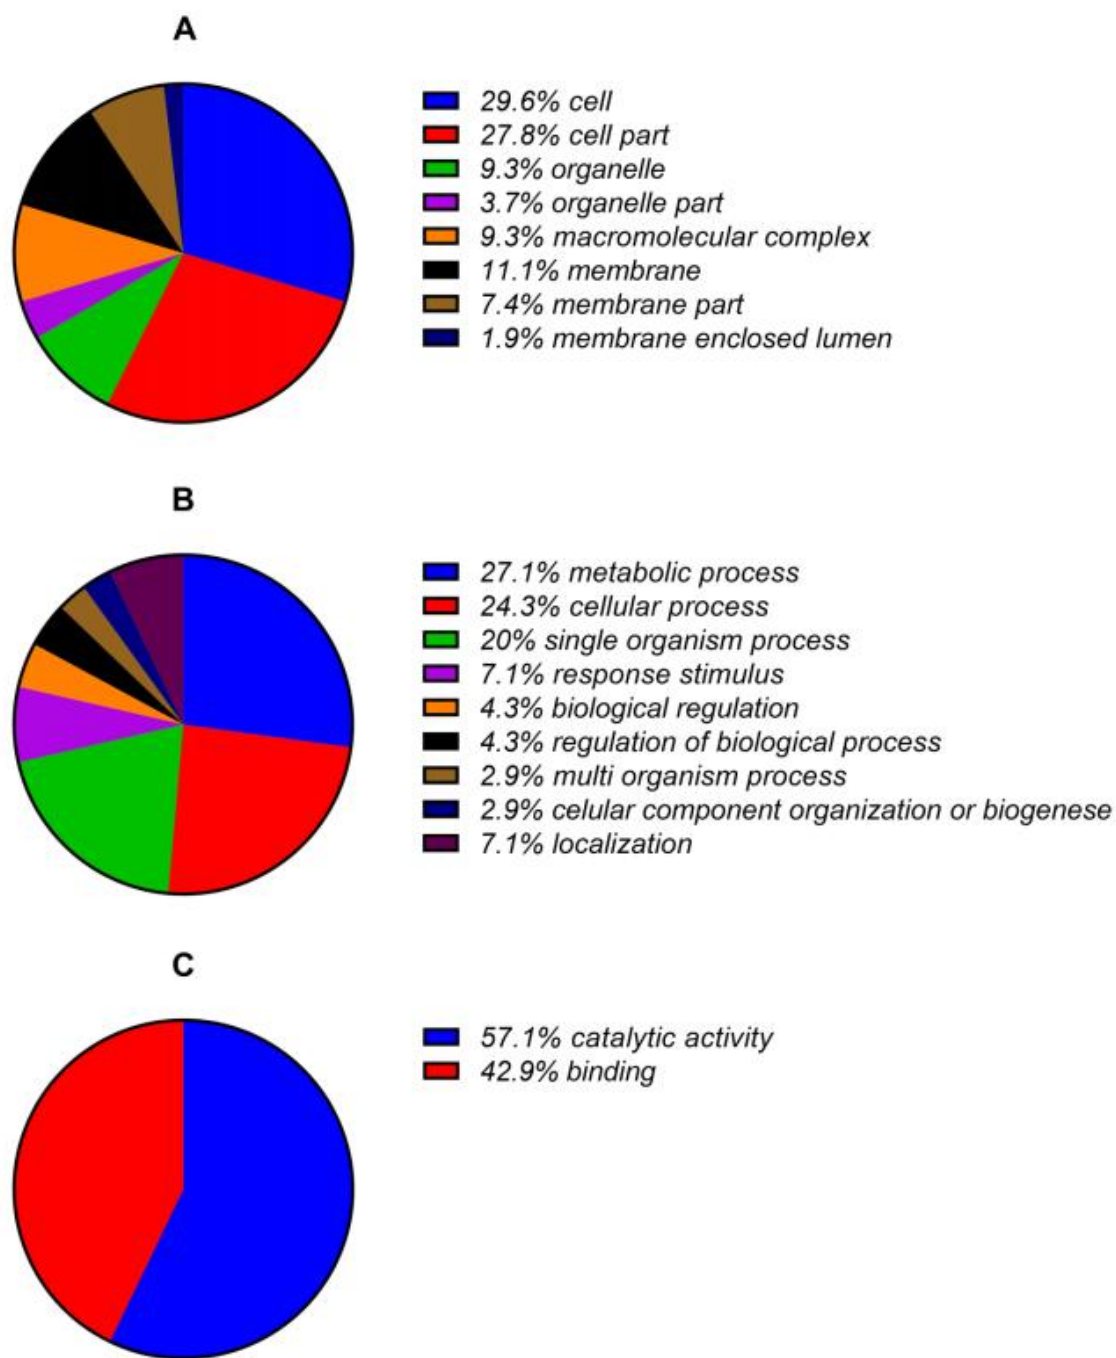 A
29.6% cell
27.8% cell part
9.3% organelle
3.7% organelle part
9.3% macromolecular complex
11.1% membrane
7.4% membrane part
1.9% membrane enclosed lumen
B
27.1% metabolic process
24.3% cellular process
20% single organism process
7.1% response stimulus
4.3% biological regulation
4.3% regulation of biological process
2.9% multi organism process
2.9% celular component organization or biogenese
7.1% localization
C
57.1% catalytic activity
42.9% binding